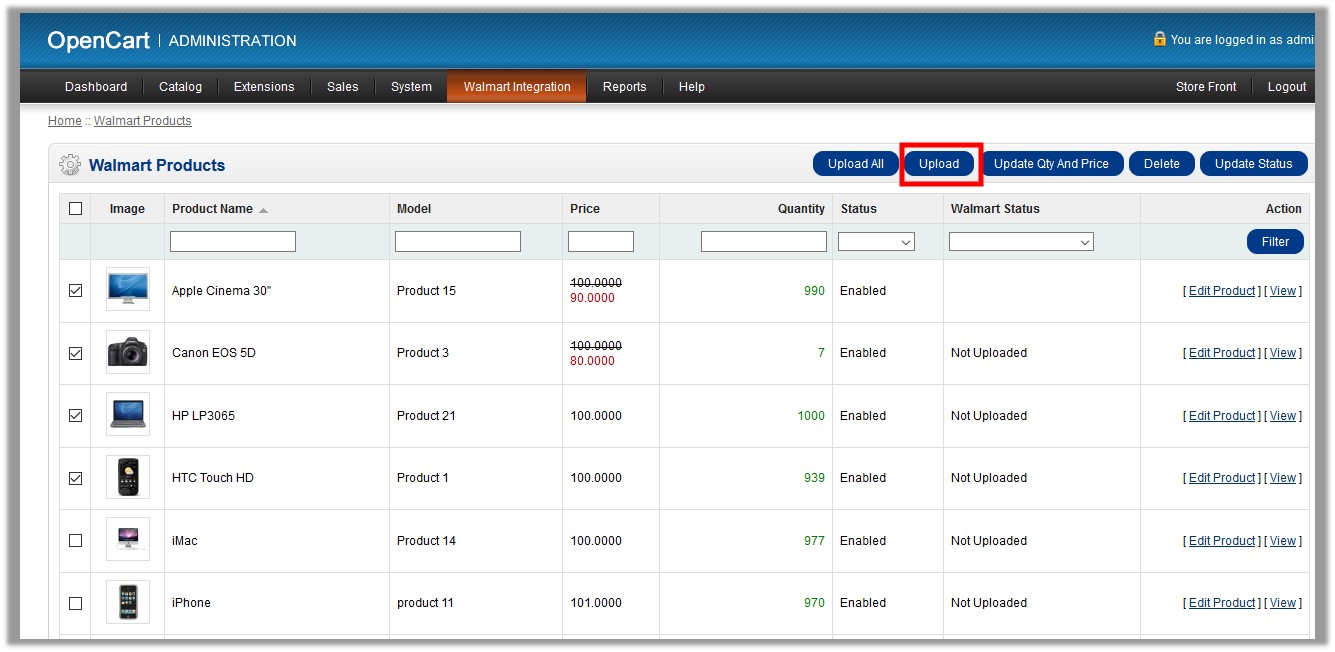 OpenCart | ADMINISTRATION You are logged in as admi
Dashboard Catalog Extensions Sales System Walmart Integration Reports Help Store Front Logout
Home :: Walmart Products
Walmart Products Upload All Upload Update Qty And Price Delete Update Status
Image Product Name Model Price Quantity Status Walmart Status Action
Filter
Apple Cinema 30" Product 15 100.0000 990 Enabled [ Edit Product ] [ View ]
90.0000
Canon EOS 5D Product 3 100.0000 7 Enabled Not Uploaded [ Edit Product ] [ View ]
80.0000
HP LP3065 Product 21 100.0000 1000 Enabled Not Uploaded [ Edit Product ] [ View ]
HTC Touch HD Product 1 100.0000 939 Enabled Not Uploaded [ Edit Product ] [ View ]
iMac Product 14 100.0000 977 Enabled Not Uploaded [ Edit Product ] [ View ]
iPhone product 11 101.0000 970 Enabled Not Uploaded [ Edit Product ] [ View ]